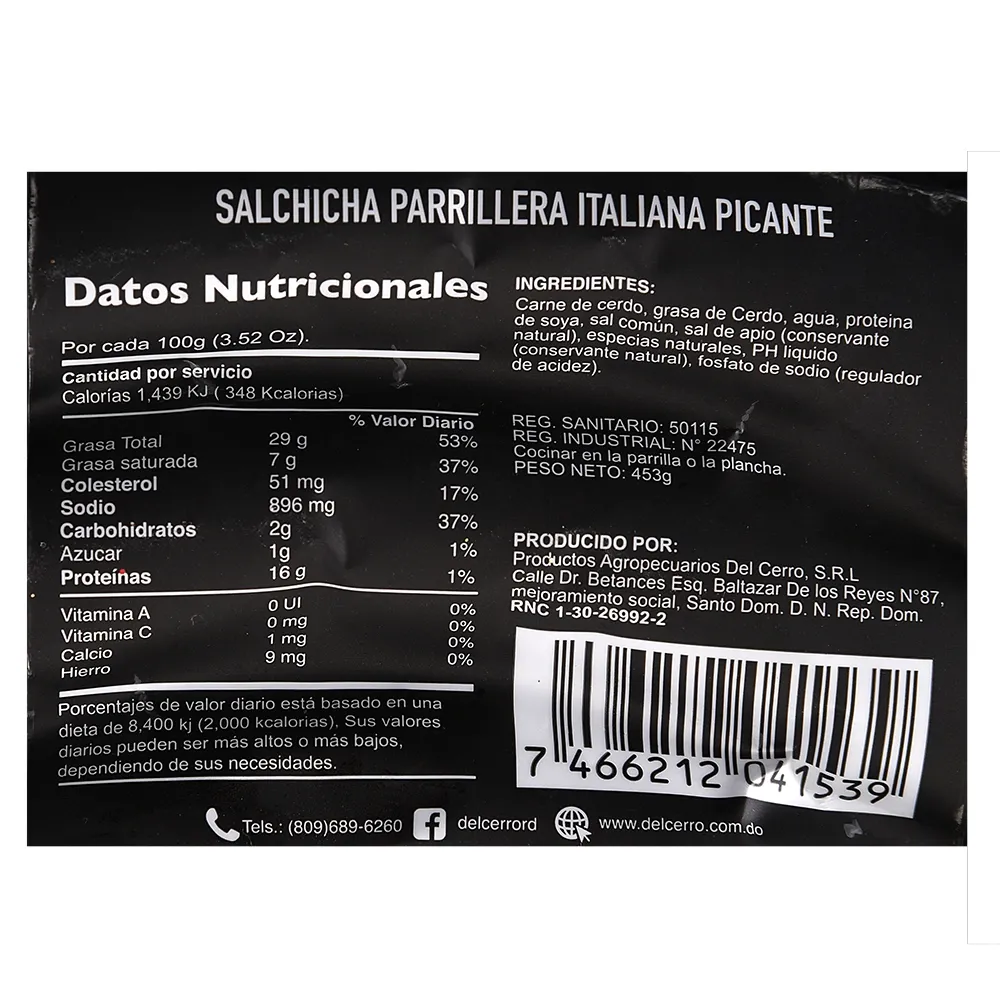 SALCHICHA PARRILLERA ITALIANA PICANTE
Datos Nutricionales
Por cada 100g (3.52 Oz).
Cantidad por servicio
Calorías 1,439 KJ ( 348 Kcalorias)
% Valor Diario
Grasa Total 29 g 53%
Grasa saturada 7 g 37%
Colesterol 51 mg 17%
Sodio 896 mg 37%
Carbohidratos 2g 1%
Azucar 1g
Proteínas 16 g 1%
Vitamina A 0 UI 0%
Vitamina C 0 mg 0%
Calcio 1 mg 0%
Hierro 9 mg 0%
Porcentajes de valor diario está basado en una
dieta de 8,400 kj (2,000 kcalorias), Sus valores
diarios pueden ser más altos o más bajos,
dependiendo de sus necesidades.
INGREDIENTES:
Carne de cerdo, grasa de Cerdo, agua, proteina
de soya, sal común, sal de apio (conservante
natural), especias naturales, PH liquido
(conservante natural), fosfato de sodio (regulador
de acidez).
REG. SANITARIO: 50115
REG. INDUSTRIAL: N° 22475
Cocinar en la parrilla o la plancha.
PESO NETO: 453g
PRODUCIDO POR:
Productos Agropecuarios Del Cerro, S.R.L
Calle Dr. Betances Esq. Baltazar De los Reyes N°87,
mejoramiento social, Santo Dom. D. N. Rep. Dom.
RNC 1-30-26992-2
7 466212 041539
Tels.: (809)689-6260 delcerrord www.delcerro.com.do